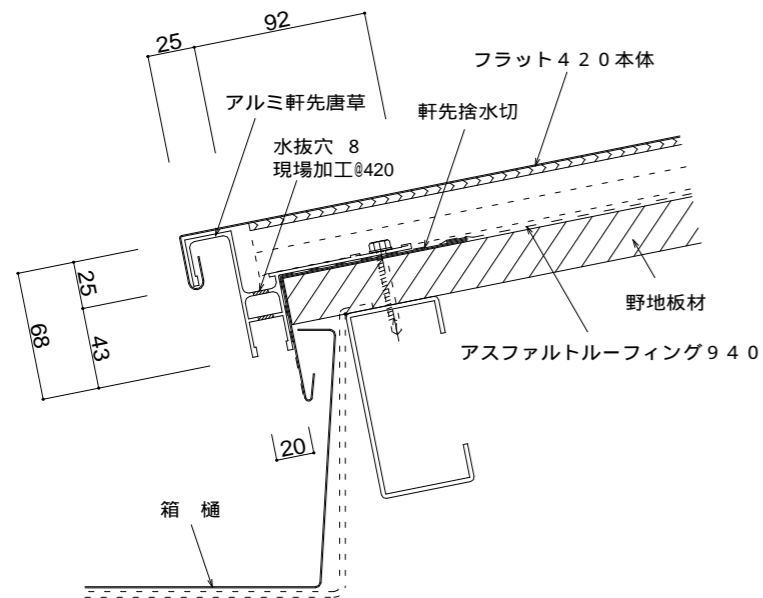 92
25
フラット４２０本体
アルミ軒先唐草
軒先捨水切
水抜穴 8
現場加工@420
25
68
43
野地板材
アスファルトルーフィング９４０
20
箱 樋